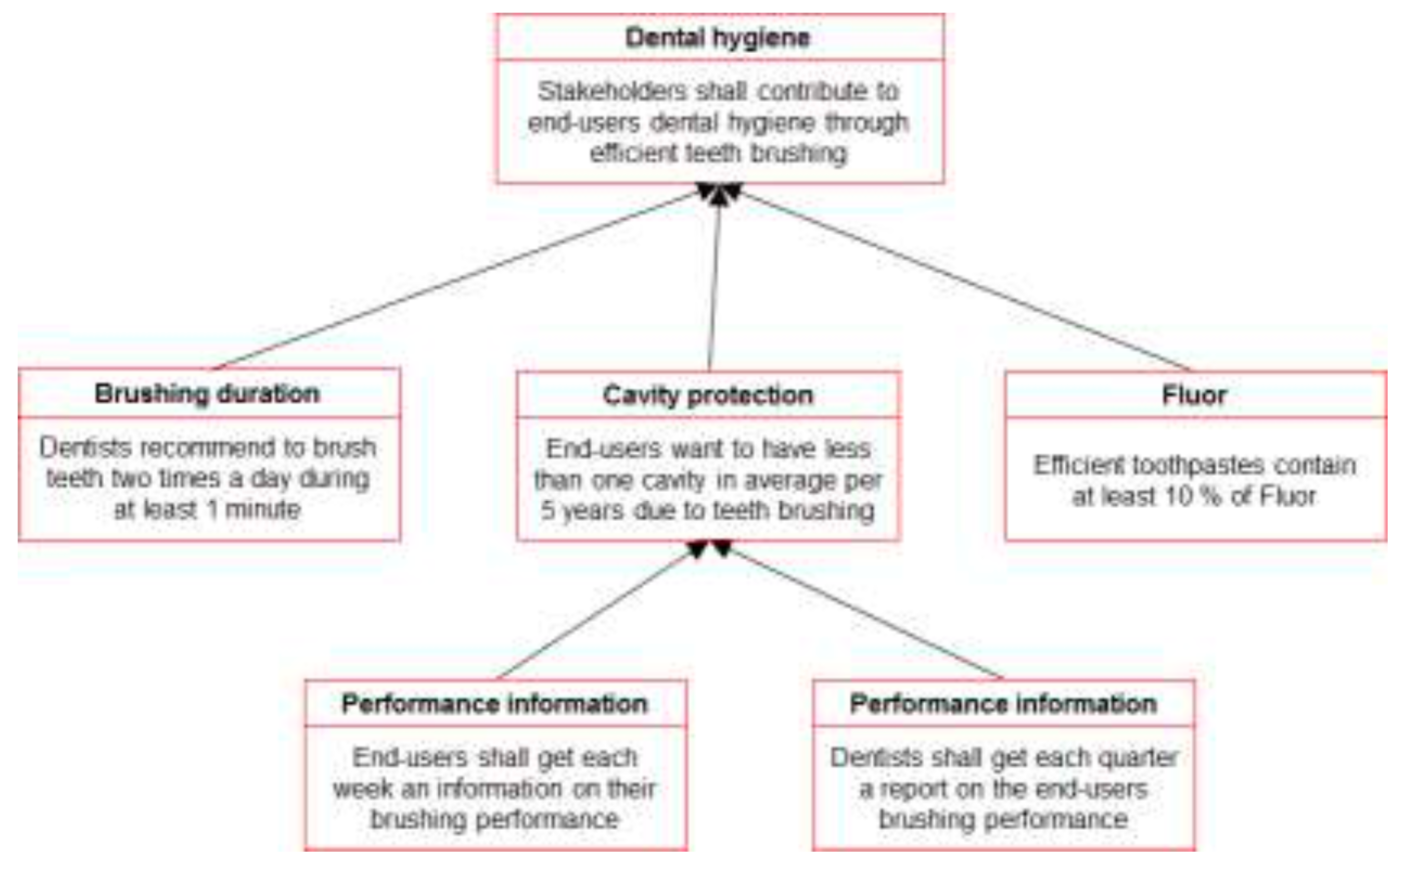 Dental hygiene
Stakeholders shall contribute to
end-users dental hygiene through
efficient teeth brushing
Brushing duration
Dentists recommend to brush
teeth two times a day during
at least 1 minute
Cavity protection
End-users want to have less
than one cavity in average per
5 years due to teeth brushing
Fluor
Efficient toothpastes contain
at least 10 % of Fluor
Performance information
End-users shall get each
week an information on their
brushing performance
Performance information
Dentists shall get each quarter
a report on the end-users
brushing performance